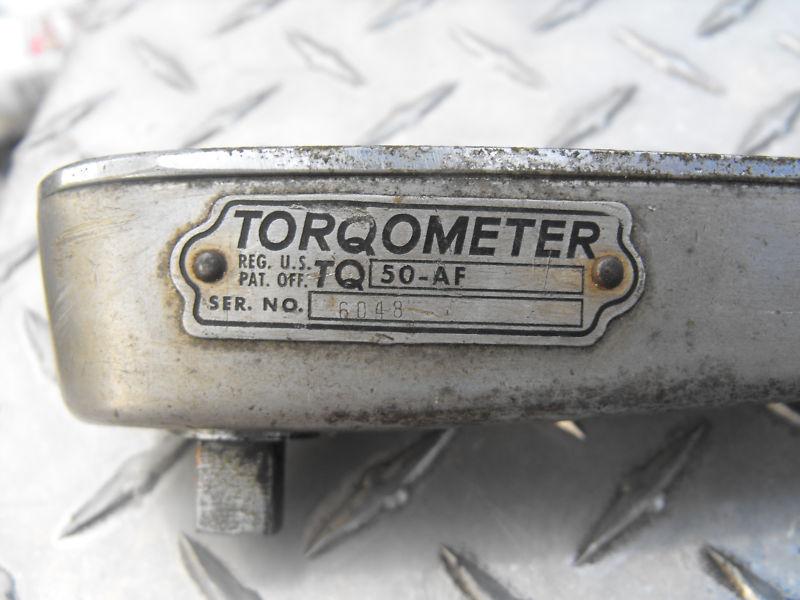 TORQOMETER
REG. U.S. PAT. OFF. TQ 50-AF
SER. NO. 6048